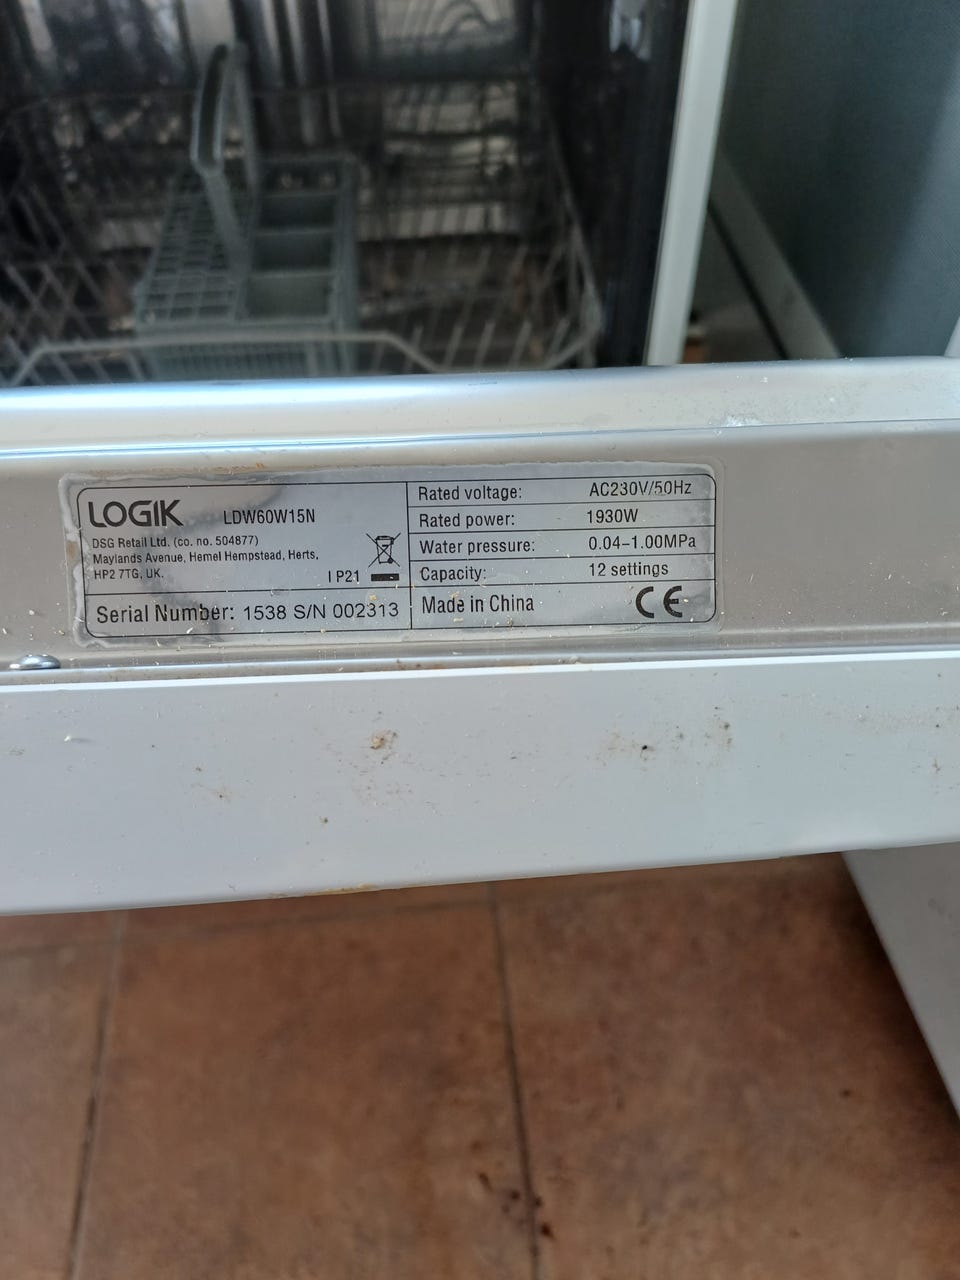 LOGIK LDW60W15N
DSG Retail Ltd. (co. no. 504877)
Maylands Avenue, Hemel Hempstead, Herts,
HP2 7TG, UK.
IP21
Serial Number: 1538 S/N 002313
Rated voltage: AC230V/50Hz
Rated power: 1930W
Water pressure: 0.04-1.00MPa
Capacity: 12 settings
Made in China CE